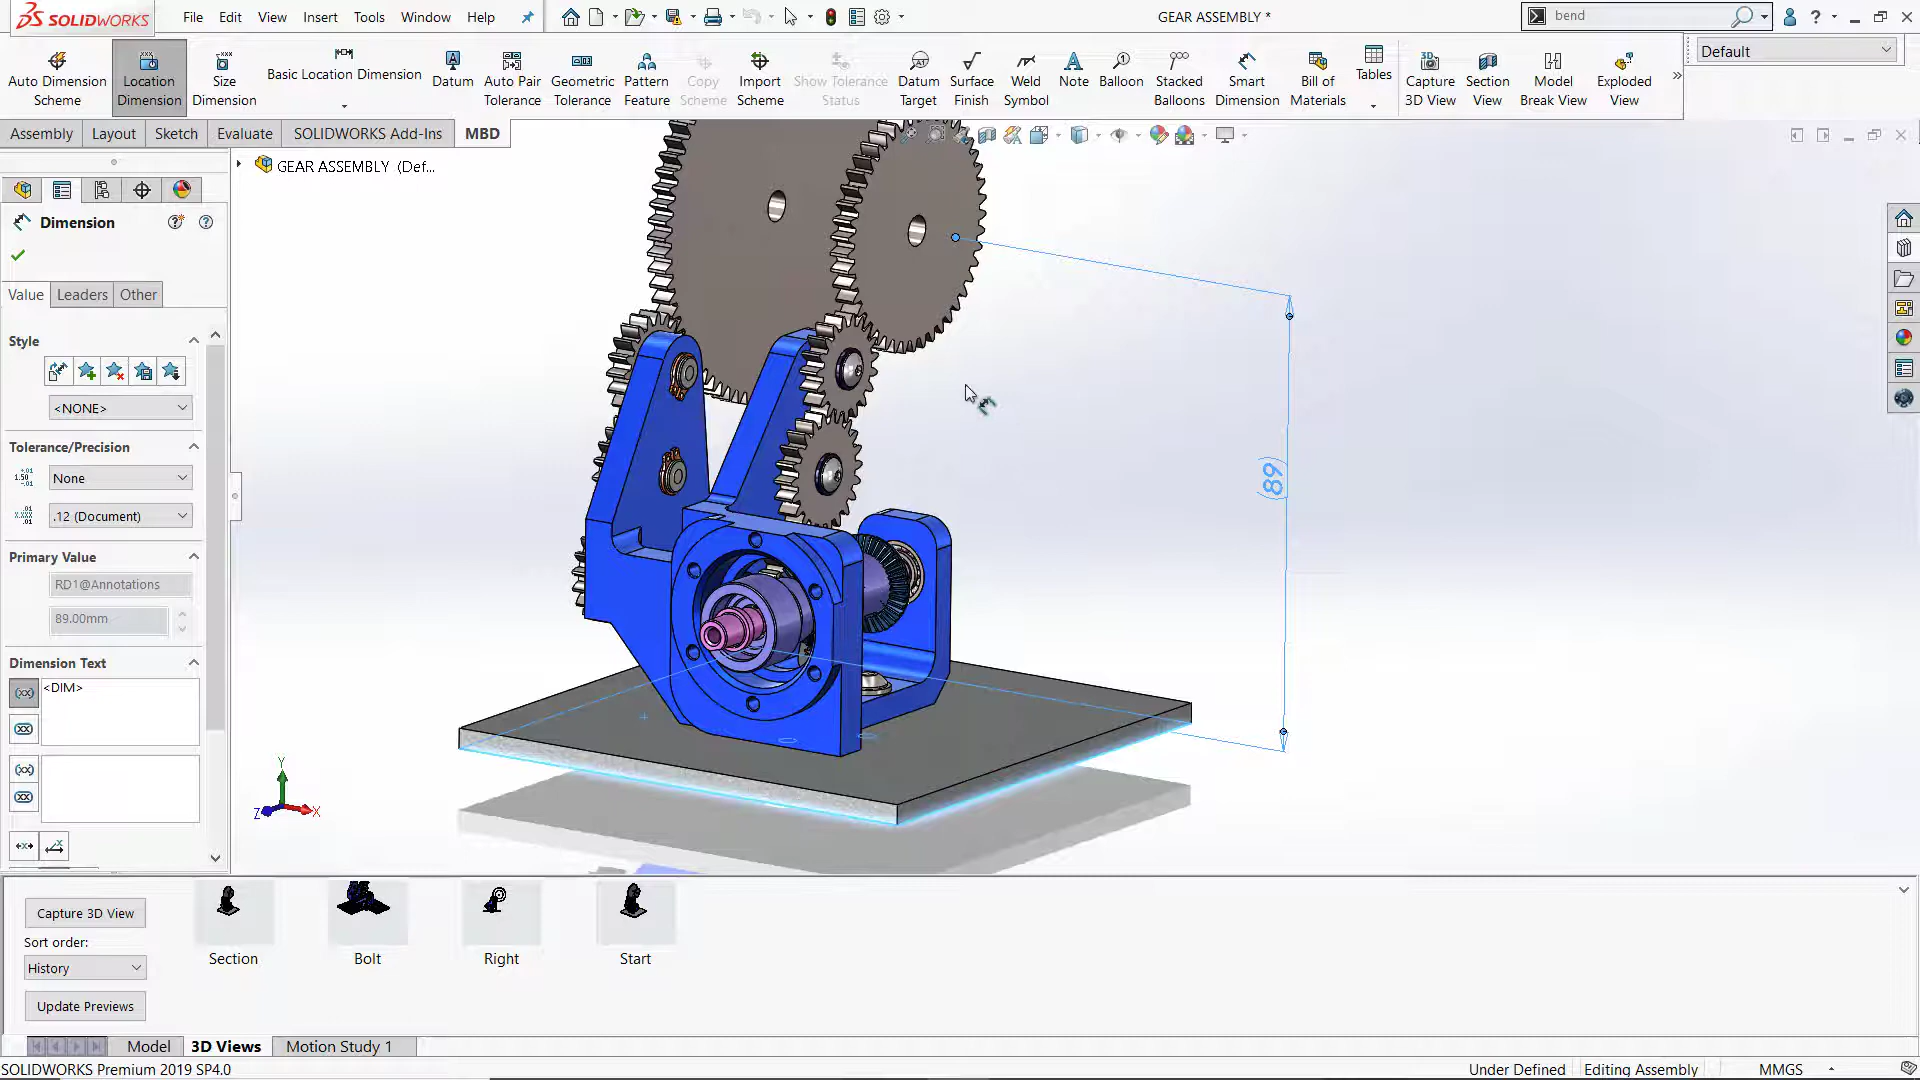 SOLIDWORKS
File Edit View Insert Tools Window Help
GEAR ASSEMBLY *
bend
Auto Dimension Scheme
Location Dimension
Size Dimension
Basic Location Dimension
Datum
Auto Pair Tolerance
Geometric Tolerance
Pattern Feature
Copy Scheme
Import Scheme
Show Tolerance Status
Datum Target
Surface Finish
Weld Symbol
Note
Balloon
Stacked Balloons
Smart Dimension
Bill of Materials
Tables
Capture 3D View
Section View
Model Break View
Exploded View
Default
Assembly Layout Sketch Evaluate SOLIDWORKS Add-Ins MBD
GEAR ASSEMBLY (Def...
Dimension
Value Leaders Other
Style
<NONE>
Tolerance/Precision
None
.12 (Document)
Primary Value
RD1@Annotations
89.00mm
Dimension Text
<DIM>
(89)
Y
Z X
Capture 3D View
Sort order:
History
Update Previews
Section Bolt Right Start
Model 3D Views Motion Study 1
SOLIDWORKS Premium 2019 SP4.0
Under Defined Editing Assembly MMGS